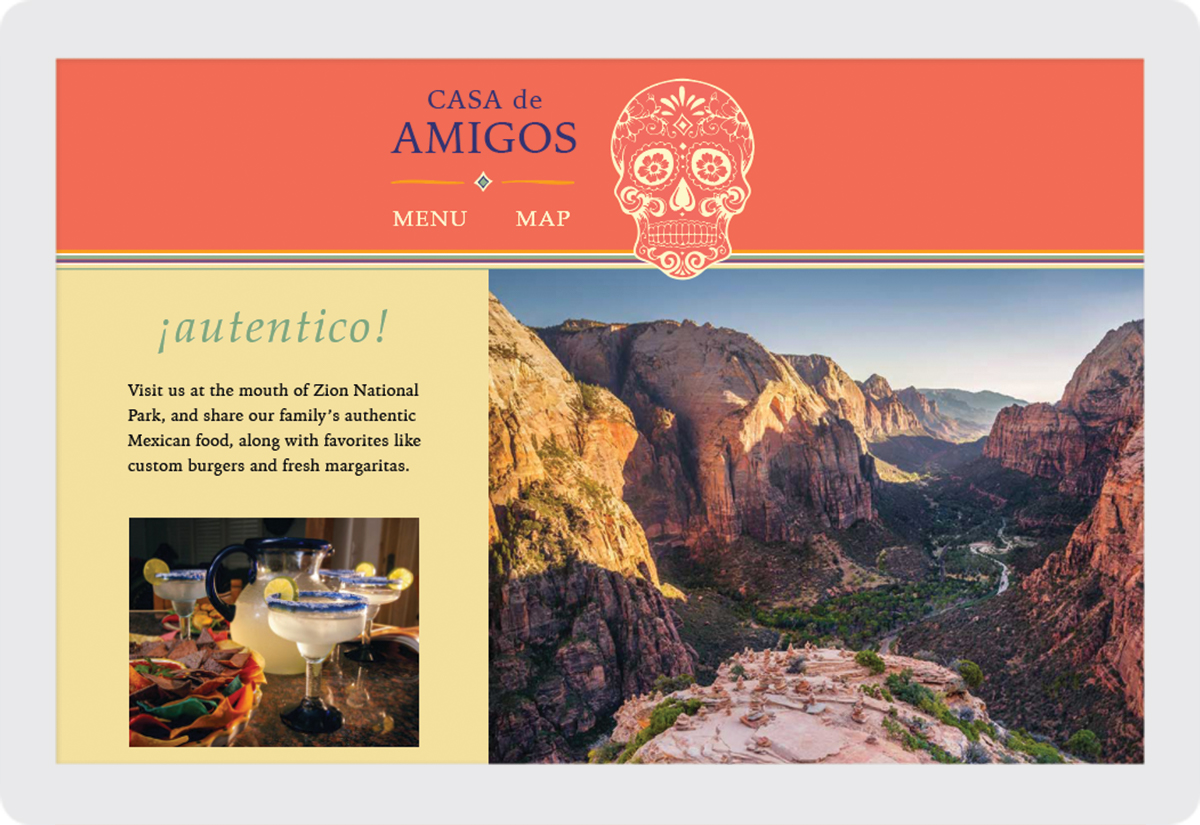 CASA de
AMIGOS
MENU MAP
¡autentico!
Visit us at the mouth of Zion National
Park, and share our family’s authentic
Mexican food, along with favorites like
custom burgers and fresh margaritas.